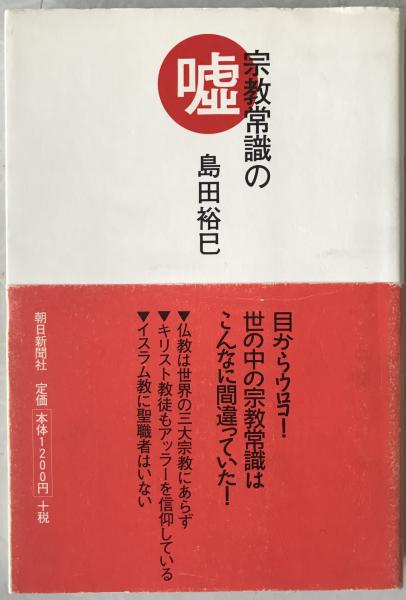 宗教常識の
嘘
島田裕巳
目からウロコ!
世の中の宗教常識は
こんなに間違っていた!
▼仏教は世界の三大宗教にあらず
▼キリスト教徒もアッラーを信仰している
▼イスラム教に聖職者はいない
朝日新聞社 定価 本体1200円 +税